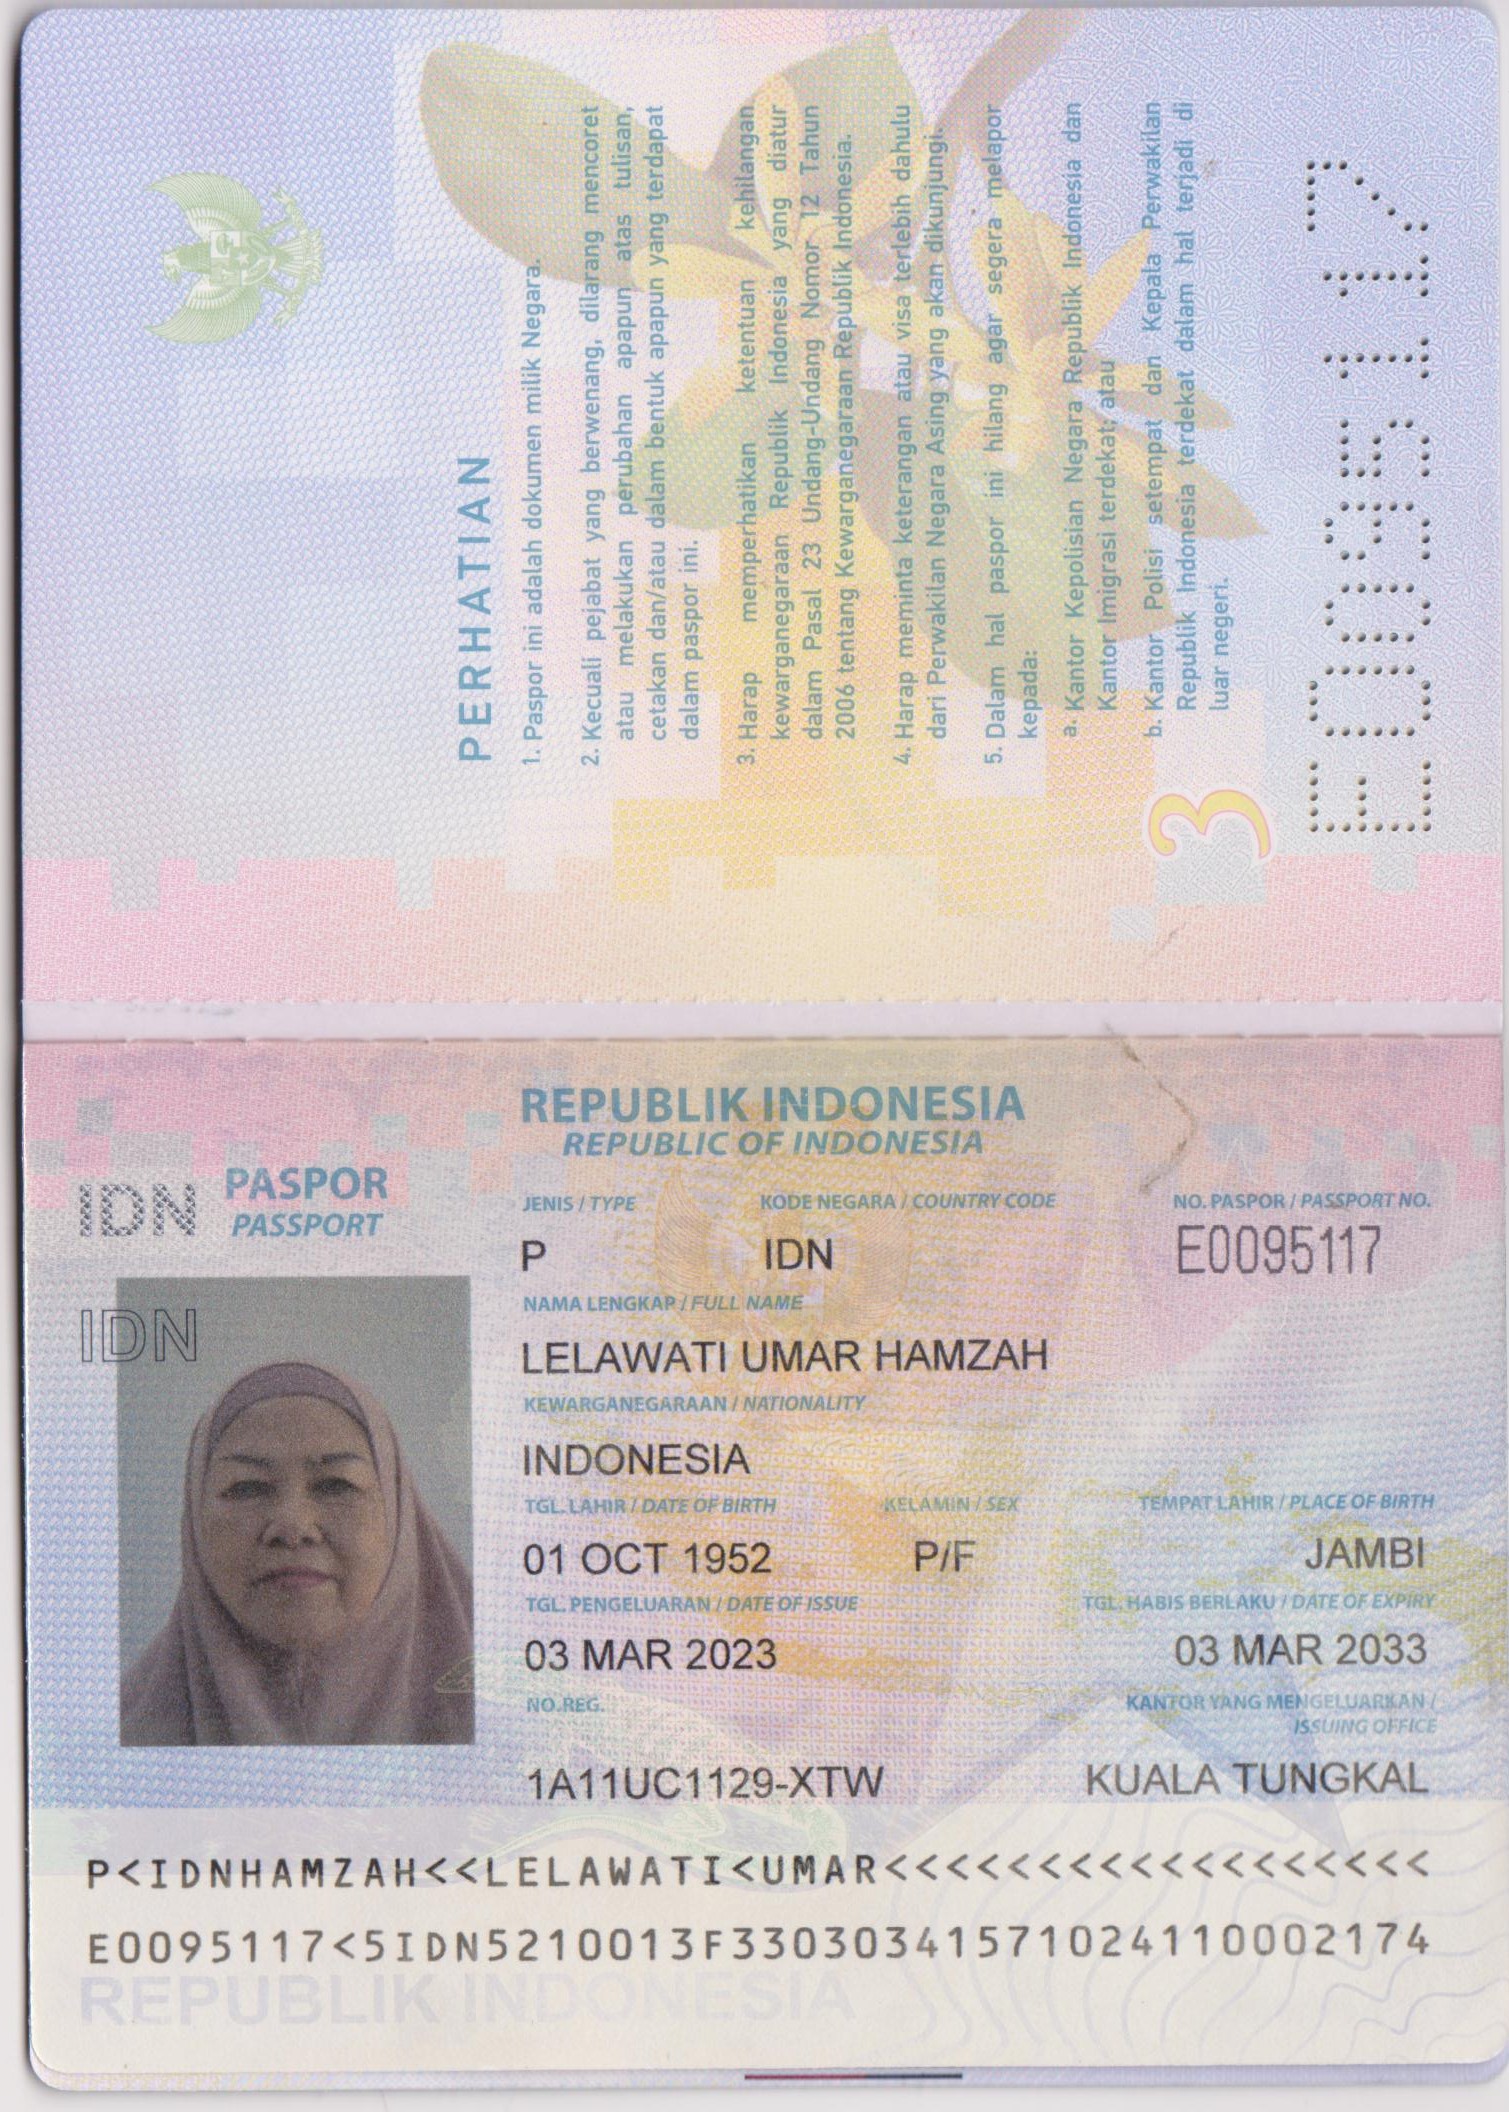 PERHATIAN
1. Paspor ini adalah dokumen milik Negara.
2. Kecuali pejabat yang berwenang, dilarang mencoret
atau melakukan perubahan apapun atas tulisan,
cetakan dan/atau dalam bentuk apapun yang terdapat
dalam paspor ini.
3. Harap memperhatikan ketentuan kehilangan
kewarganegaraan Republik Indonesia yang diatur
dalam Pasal 23 Undang-Undang Nomor 12 Tahun
2006 tentang Kewarganegaraan Republik Indonesia.
4. Harap meminta keterangan atau visa terlebih dahulu
dari Perwakilan Negara Asing yang akan dikunjungi.
5. Dalam hal paspor ini hilang agar segera melapor
kepada:
a. Kantor Kepolisian Negara Republik Indonesia dan
Kantor Imigrasi terdekat; atau
b. Kantor Polisi setempat dan Kepala Perwakilan
Republik Indonesia terdekat dalam hal terjadi di
luar negeri.
3
E0095117
REPUBLIK INDONESIA
REPUBLIC OF INDONESIA
IDN PASPOR
PASSPORT
JENIS / TYPE KODE NEGARA / COUNTRY CODE NO. PASPOR / PASSPORT NO.
P IDN E0095117
IDN
NAMA LENGKAP / FULL NAME
LELAWATI UMAR HAMZAH
KEWARGANEGARAAN / NATIONALITY
INDONESIA
TGL. LAHIR / DATE OF BIRTH KELAMIN / SEX TEMPAT LAHIR / PLACE OF BIRTH
01 OCT 1952 P/F JAMBI
TGL. PENGELUARAN / DATE OF ISSUE TGL. HABIS BERLAKU / DATE OF EXPIRY
03 MAR 2023 03 MAR 2033
NO. REG. KANTOR YANG MENGELUARKAN /
ISSUING OFFICE
1A11UC1129-XTW KUALA TUNGKAL
P<IDNHAMZAH<<LELAWATI<UMAR<<<<<<<<<<<<<<<<<<
E0095117<5IDN5210013F33030341571024110002174
REPUBLIK INDONESIA